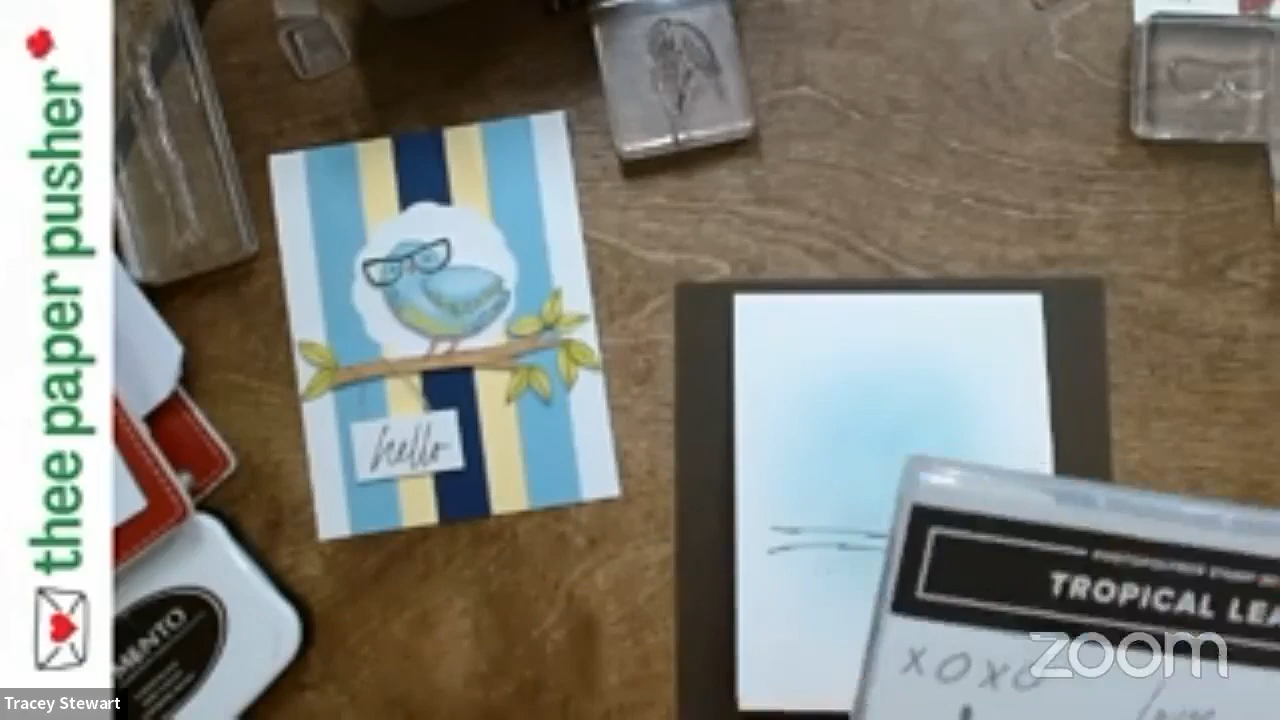 thee paper pusher
hello
MENTO
TROPICAL LEA
xoxo
zoom
Tracey Stewart